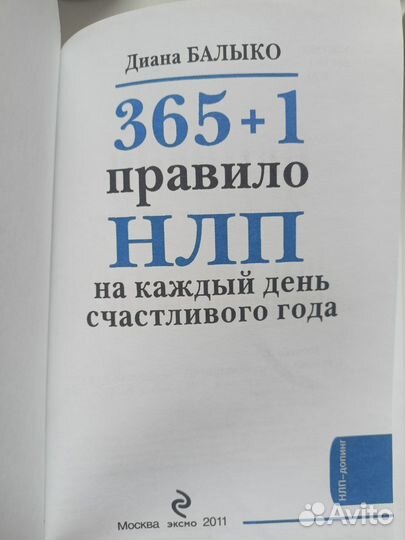 Диана БАЛЫКО
365+1
правило
НЛП
на каждый день
счастливого года
НЛП-допинг
Москва ЭКСМО 2011
Avito